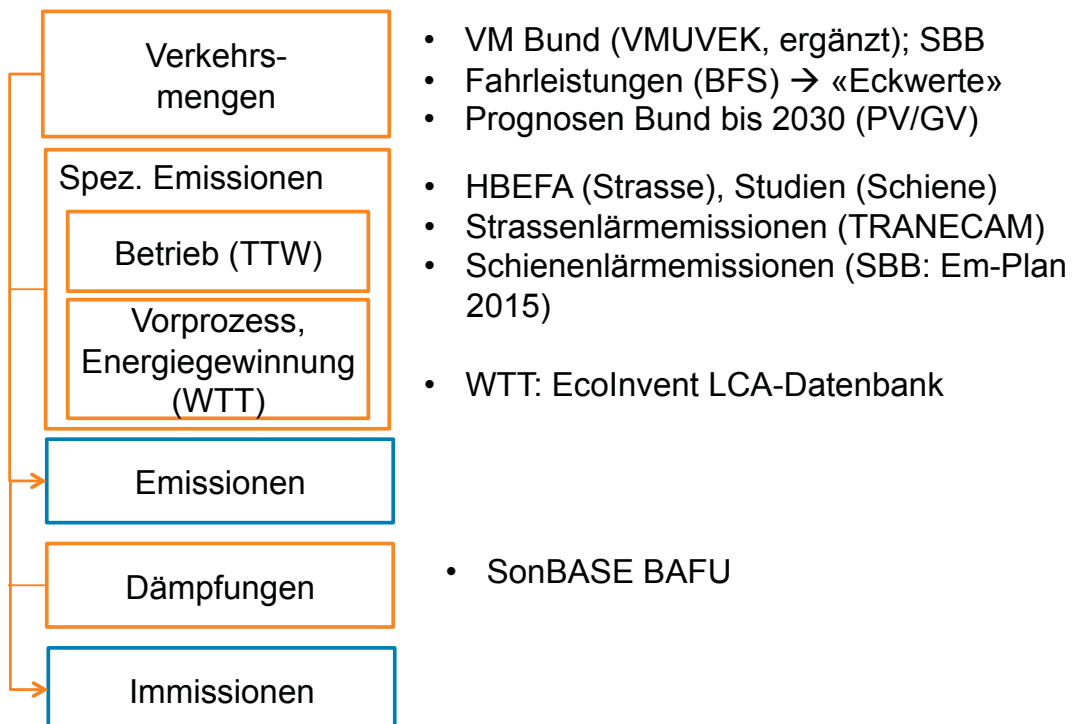 Verkehrs-
mengen
• VM Bund (VMUVEK, ergänzt); SBB
• Fahrleistungen (BFS) → «Eckwerte»
• Prognosen Bund bis 2030 (PV/GV)
Spez. Emissionen
Betrieb (TTW)
Vorprozess,
Energiegewinnung
(WTT)
• HBEFA (Strasse), Studien (Schiene)
• Strassenlärmemissionen (TRANECAM)
• Schienenlärmemissionen (SBB: Em-Plan
2015)
• WTT: EcoInvent LCA-Datenbank
Emissionen
Dämpfungen
• SonBASE BAFU
Immissionen